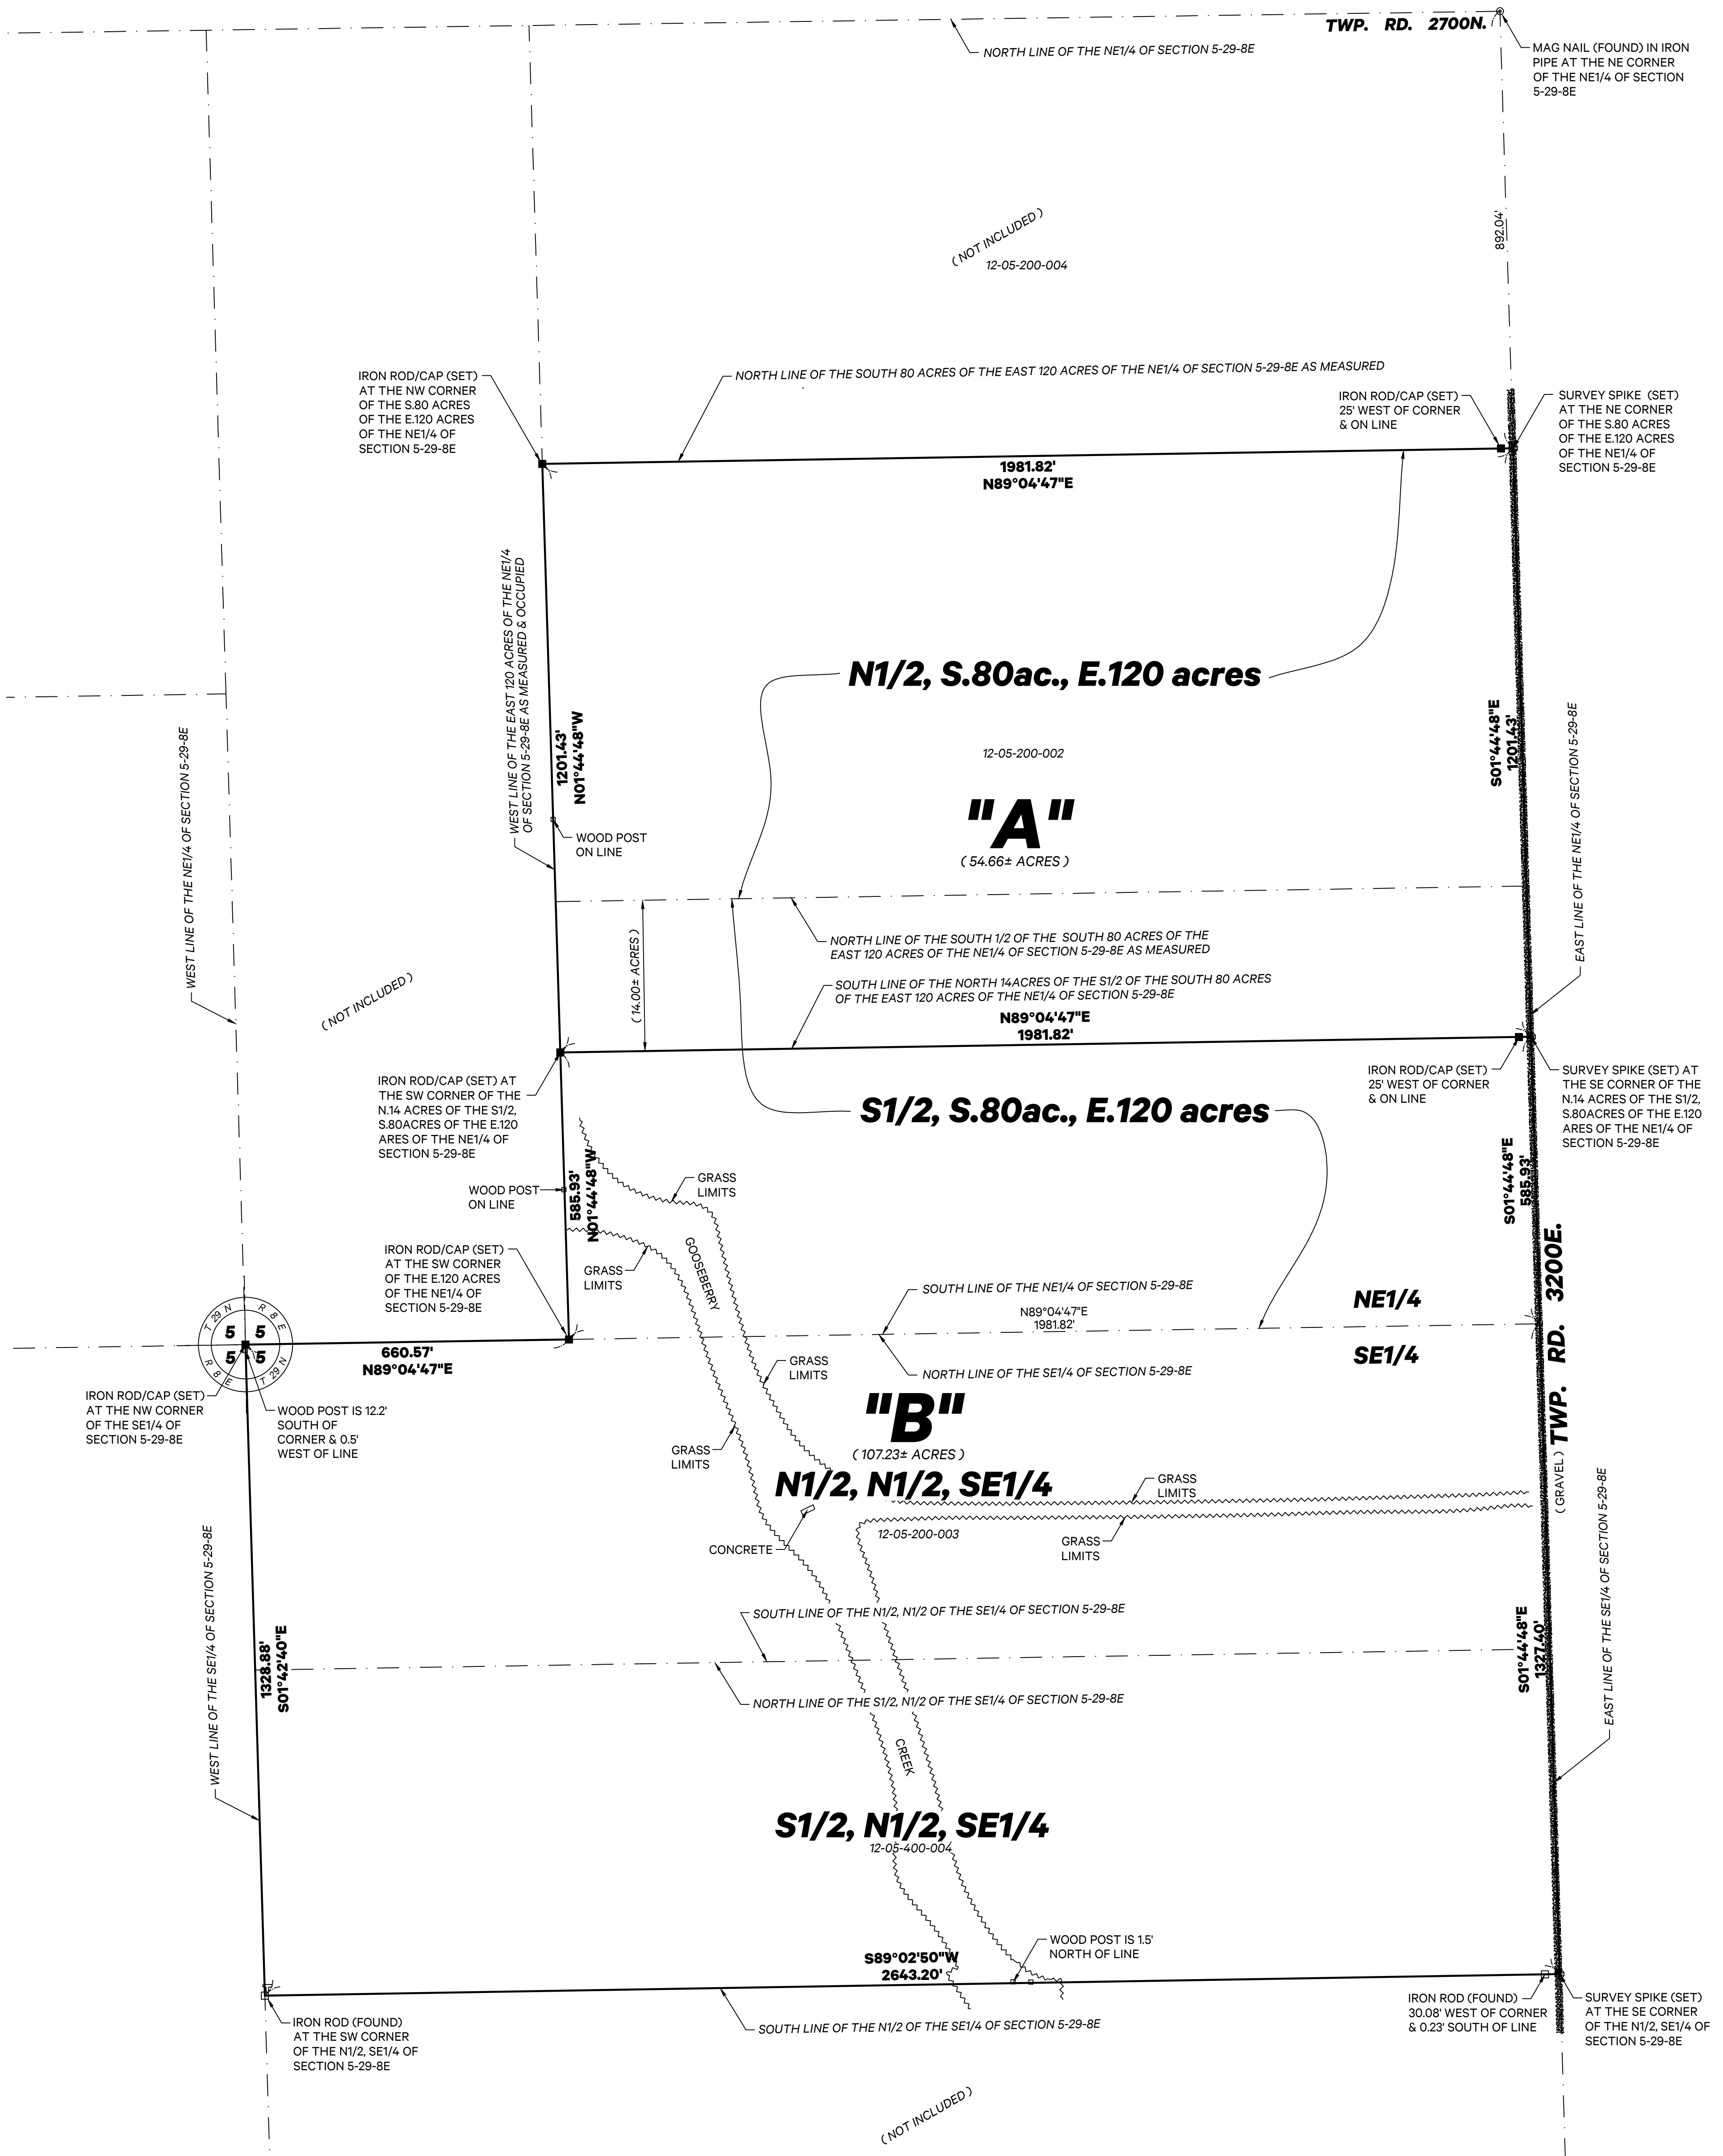 TWP. RD. 2700N.
NORTH LINE OF THE NE1/4 OF SECTION 5-29-8E
MAG NAIL (FOUND) IN IRON
PIPE AT THE NE CORNER
OF THE NE1/4 OF SECTION
5-29-8E
892.04'
( NOT INCLUDED )
12-05-200-004
IRON ROD/CAP (SET)
AT THE NW CORNER
OF THE S.80 ACRES
OF THE E.120 ACRES
OF THE NE1/4 OF
SECTION 5-29-8E
NORTH LINE OF THE SOUTH 80 ACRES OF THE EAST 120 ACRES OF THE NE1/4 OF SECTION 5-29-8E AS MEASURED
IRON ROD/CAP (SET)
25' WEST OF CORNER
& ON LINE
SURVEY SPIKE (SET)
AT THE NE CORNER
OF THE S.80 ACRES
OF THE E.120 ACRES
OF THE NE1/4 OF
SECTION 5-29-8E
1981.82'
N89°04'47"E
WEST LINE OF THE EAST 120 ACRES OF THE NE1/4
OF SECTION 5-29-8E AS MEASURED & OCCUPIED
N1/2, S.80ac., E.120 acres
1201.43'
N01°44'48"W
S01°44'48"E
1201.43'
12-05-200-002
"A"
( 54.66± ACRES )
WEST LINE OF THE NE1/4 OF SECTION 5-29-8E
EAST LINE OF THE NE1/4 OF SECTION 5-29-8E
WOOD POST
ON LINE
( 14.00± ACRES )
NORTH LINE OF THE SOUTH 1/2 OF THE SOUTH 80 ACRES OF THE
EAST 120 ACRES OF THE NE1/4 OF SECTION 5-29-8E AS MEASURED
SOUTH LINE OF THE NORTH 14ACRES OF THE S1/2 OF THE SOUTH 80 ACRES
OF THE EAST 120 ACRES OF THE NE1/4 OF SECTION 5-29-8E
( NOT INCLUDED )
N89°04'47"E
1981.82'
IRON ROD/CAP (SET) AT
THE SW CORNER OF THE
N.14 ACRES OF THE S1/2,
S.80ACRES OF THE E.120
ARES OF THE NE1/4 OF
SECTION 5-29-8E
IRON ROD/CAP (SET)
25' WEST OF CORNER
& ON LINE
SURVEY SPIKE (SET) AT
THE SE CORNER OF THE
N.14 ACRES OF THE S1/2,
S.80ACRES OF THE E.120
ARES OF THE NE1/4 OF
SECTION 5-29-8E
S1/2, S.80ac., E.120 acres
WOOD POST
ON LINE
585.93'
N01°44'48"W
GRASS
LIMITS
S01°44'48"E
585.93'
GOOSEBERRY
IRON ROD/CAP (SET)
AT THE SW CORNER
OF THE E.120 ACRES
OF THE NE1/4 OF
SECTION 5-29-8E
GRASS
LIMITS
SOUTH LINE OF THE NE1/4 OF SECTION 5-29-8E
NE1/4
N89°04'47"E
1981.82'
TWP. RD. 3200E.
( GRAVEL )
T 29 N
R 8 E
5 5
5 5
R 8 E
T 29 N
660.57'
N89°04'47"E
SE1/4
NORTH LINE OF THE SE1/4 OF SECTION 5-29-8E
GRASS
LIMITS
IRON ROD/CAP (SET)
AT THE NW CORNER
OF THE SE1/4 OF
SECTION 5-29-8E
WOOD POST IS 12.2'
SOUTH OF
CORNER & 0.5'
WEST OF LINE
"B"
( 107.23± ACRES )
GRASS
LIMITS
N1/2, N1/2, SE1/4
GRASS
LIMITS
12-05-200-003
CONCRETE
GRASS
LIMITS
WEST LINE OF THE SE1/4 OF SECTION 5-29-8E
EAST LINE OF THE SE1/4 OF SECTION 5-29-8E
SOUTH LINE OF THE N1/2, N1/2 OF THE SE1/4 OF SECTION 5-29-8E
1328.88'
S01°42'40"E
S01°44'48"E
1327.40'
NORTH LINE OF THE S1/2, N1/2 OF THE SE1/4 OF SECTION 5-29-8E
CREEK
S1/2, N1/2, SE1/4
12-05-400-004
WOOD POST IS 1.5'
NORTH OF LINE
S89°02'50"W
2643.20'
IRON ROD (FOUND)
AT THE SW CORNER
OF THE N1/2, SE1/4 OF
SECTION 5-29-8E
SOUTH LINE OF THE N1/2 OF THE SE1/4 OF SECTION 5-29-8E
IRON ROD (FOUND)
30.08' WEST OF CORNER
& 0.23' SOUTH OF LINE
SURVEY SPIKE (SET)
AT THE SE CORNER
OF THE N1/2, SE1/4 OF
SECTION 5-29-8E
( NOT INCLUDED )